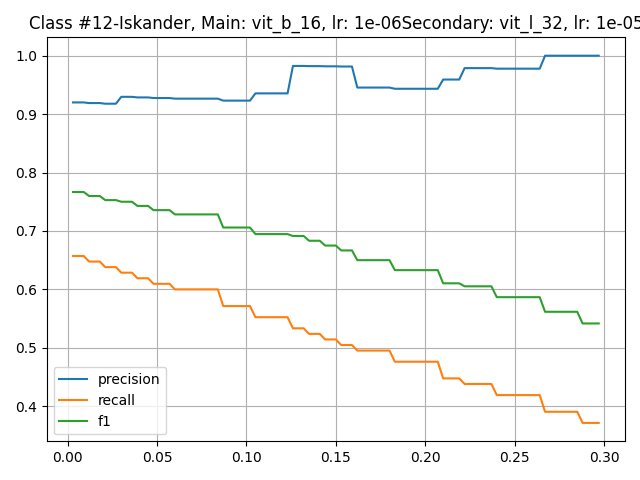 Class #12-Iskander, Main: vit_b_16, lr: 1e-06Secondary: vit_l_32, lr: 1e-05
1.0
0.9
0.8
0.7
0.6
0.5
0.4
precision
recall
f1
0.00 0.05 0.10 0.15 0.20 0.25 0.30